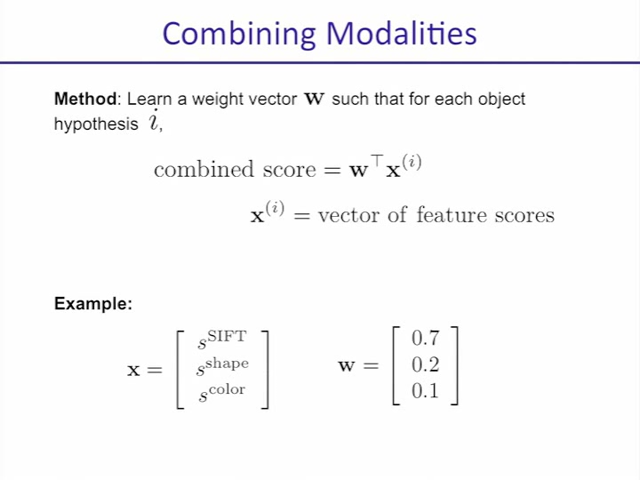 Combining Modalities
Method: Learn a weight vector w such that for each object
hypothesis i,
combined score = w⊤x(i)
x(i) = vector of feature scores
Example:
x = [ sSIFT sshape scolor ]
w = [ 0.7 0.2 0.1 ]